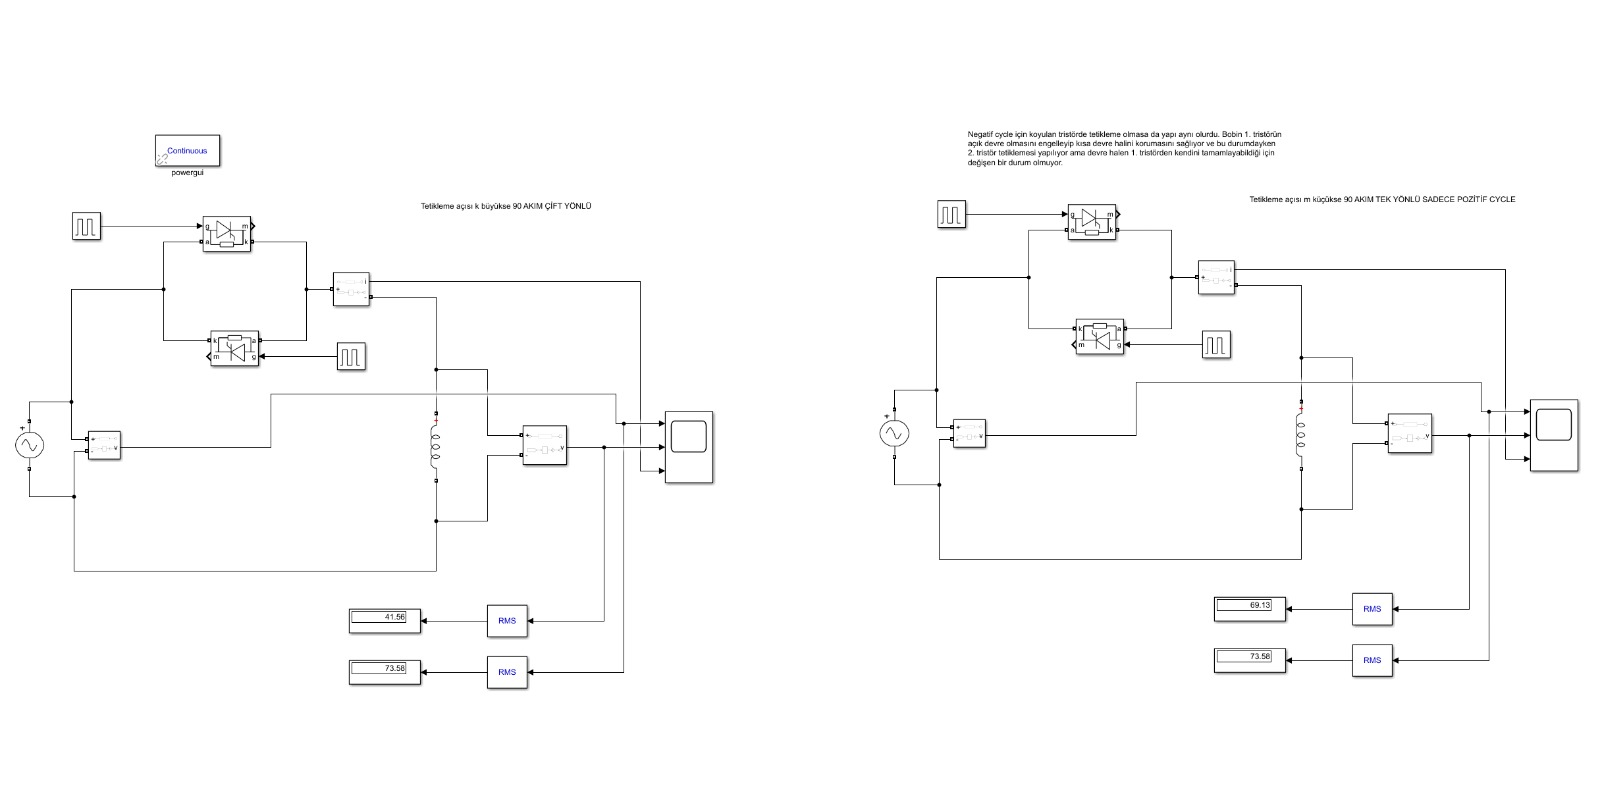 Continuous
powergui
Tetikleme açısı k büyükse 90 AKIM ÇİFT YÖNLÜ
g
m
a
k
i
+
-
k
a
m
g
+
+
-
v
+
+
-
v
41.56
RMS
73.58
RMS
Negatif cycle için koyulan tristörde tetikleme olmasa da yapı aynı olurdu. Bobin 1. tristörün
açık devre olmasını engelleyip kısa devre halini korumasını sağlıyor ve bu durumdayken
2. tristör tetiklemesi yapılıyor ama devre halen 1. tristörden kendini tamamlayabildiği için
değişen bir durum olmuyor.
Tetikleme açısı m küçükse 90 AKIM TEK YÖNLÜ SADECE POZİTİF CYCLE
g
m
a
k
i
+
-
k
a
m
g
+
+
-
v
+
+
-
v
69.13
RMS
73.58
RMS